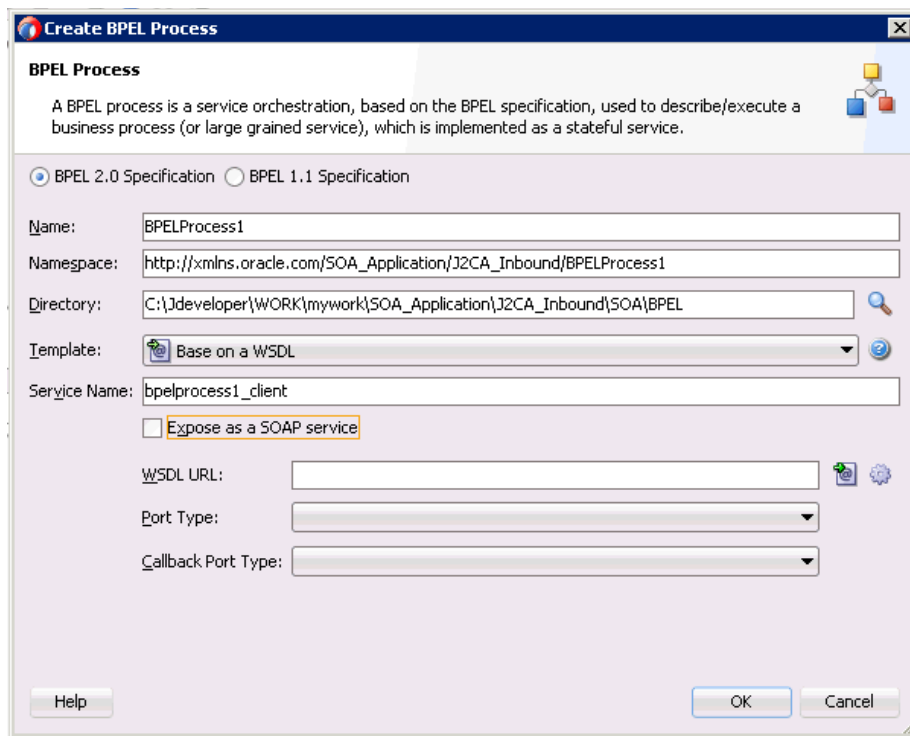 Create BPEL Process
BPEL Process
A BPEL process is a service orchestration, based on the BPEL specification, used to describe/execute a
business process (or large grained service), which is implemented as a stateful service.
BPEL 2.0 Specification BPEL 1.1 Specification
Name: BPELProcess1
Namespace: http://xmlns.oracle.com/SOA_Application/J2CA_Inbound/BPELProcess1
Directory: C:\Jdeveloper\WORK\mywork\SOA_Application\J2CA_Inbound\SOA\BPEL
Template: Base on a WSDL
Service Name: bpelprocess1_client
Expose as a SOAP service
WSDL URL:
Port Type:
Callback Port Type:
Help OK Cancel